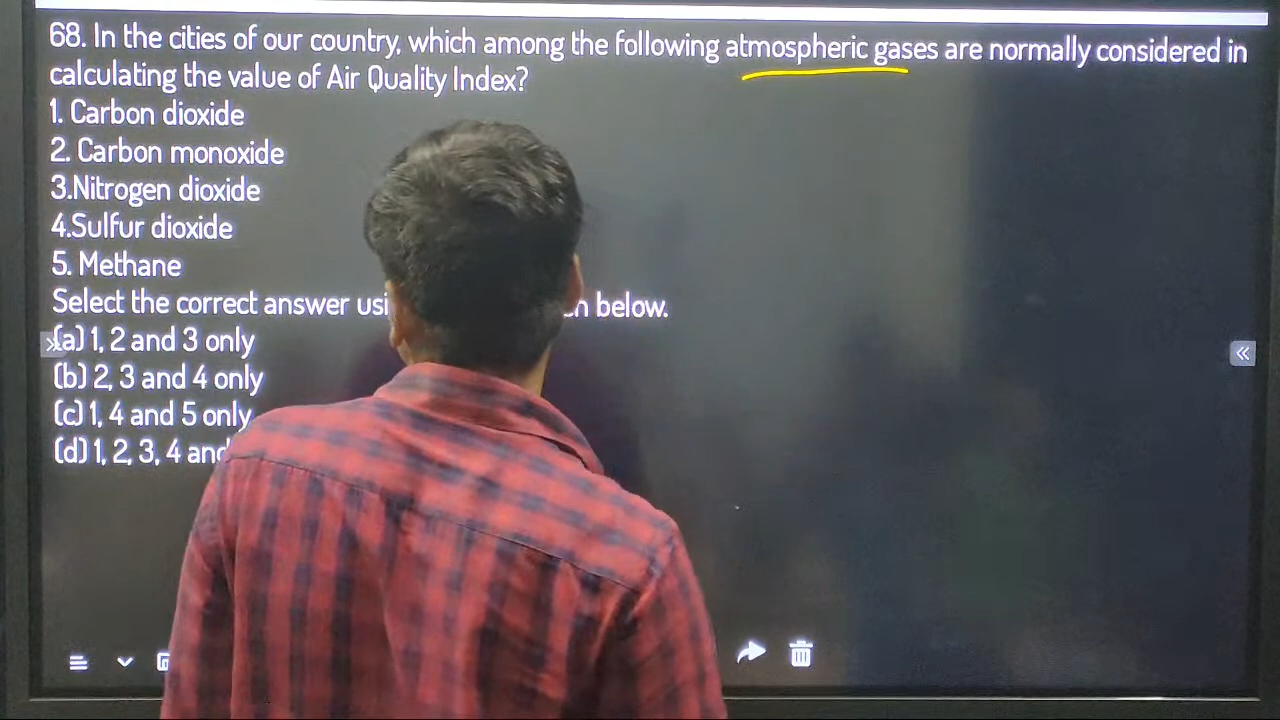 68. In the cities of our country, which among the following atmospheric gases are normally considered in
calculating the value of Air Quality Index?
1. Carbon dioxide
2. Carbon monoxide
3.Nitrogen dioxide
4.Sulfur dioxide
5. Methane
Select the correct answer below.
(a) 1, 2 and 3 only
(b) 2, 3 and 4 only
(c) 1, 4 and 5 only
(d) 1, 2, 3, 4 and